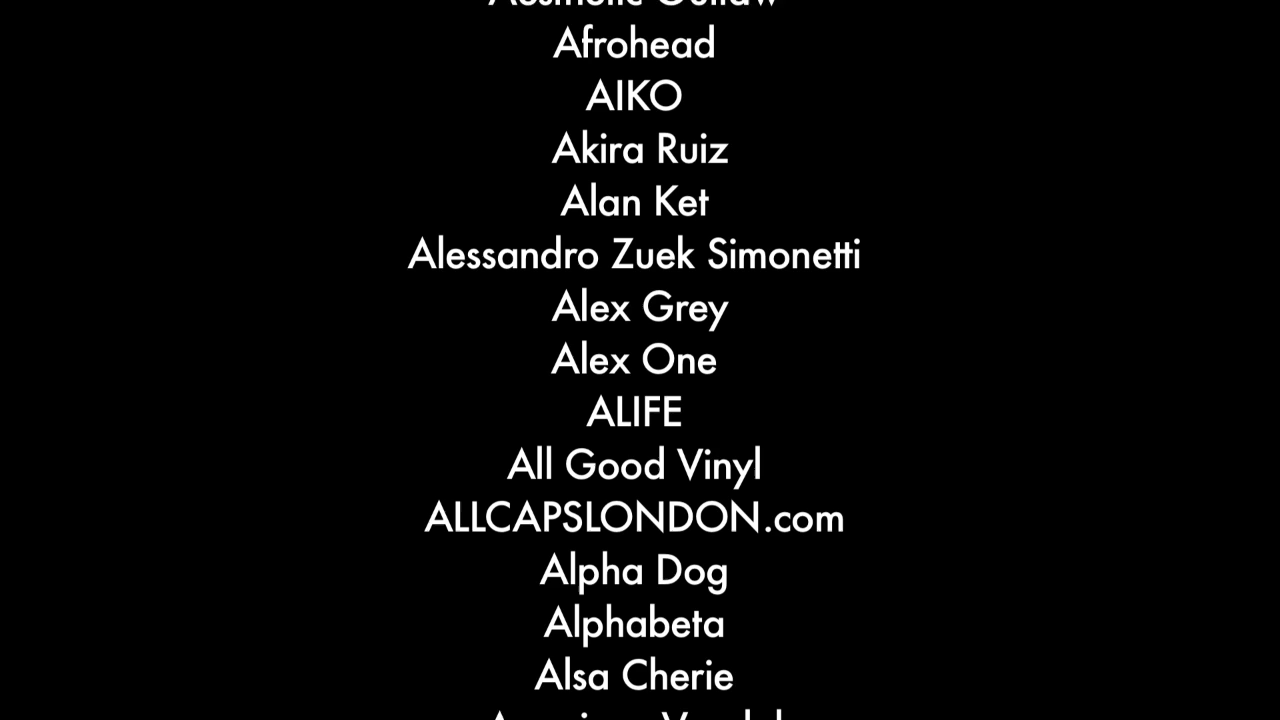 Afrohead
AIKO
Akira Ruiz
Alan Ket
Alessandro Zuek Simonetti
Alex Grey
Alex One
ALIFE
All Good Vinyl
ALLCAPSLONDON.com
Alpha Dog
Alphabeta
Alsa Cherie